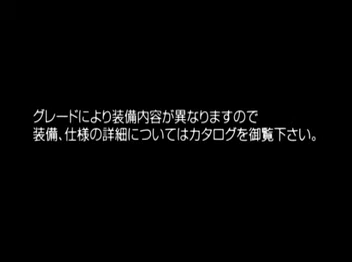 グレードにより装備内容が異なりますので
装備、仕様の詳細についてはカタログを御覧下さい。